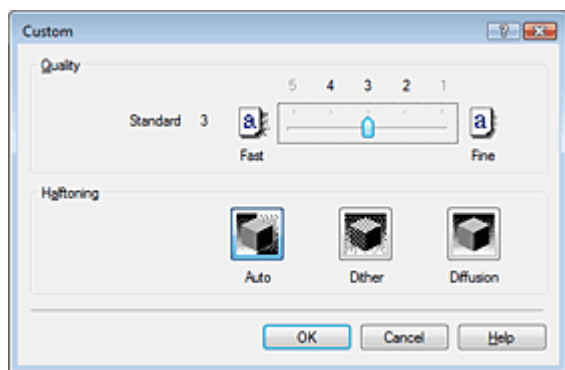 Custom
Quality
5 4 3 2 1
Standard 3
a a
Fast Fine
Halftoning
Auto Dither Diffusion
OK Cancel Help